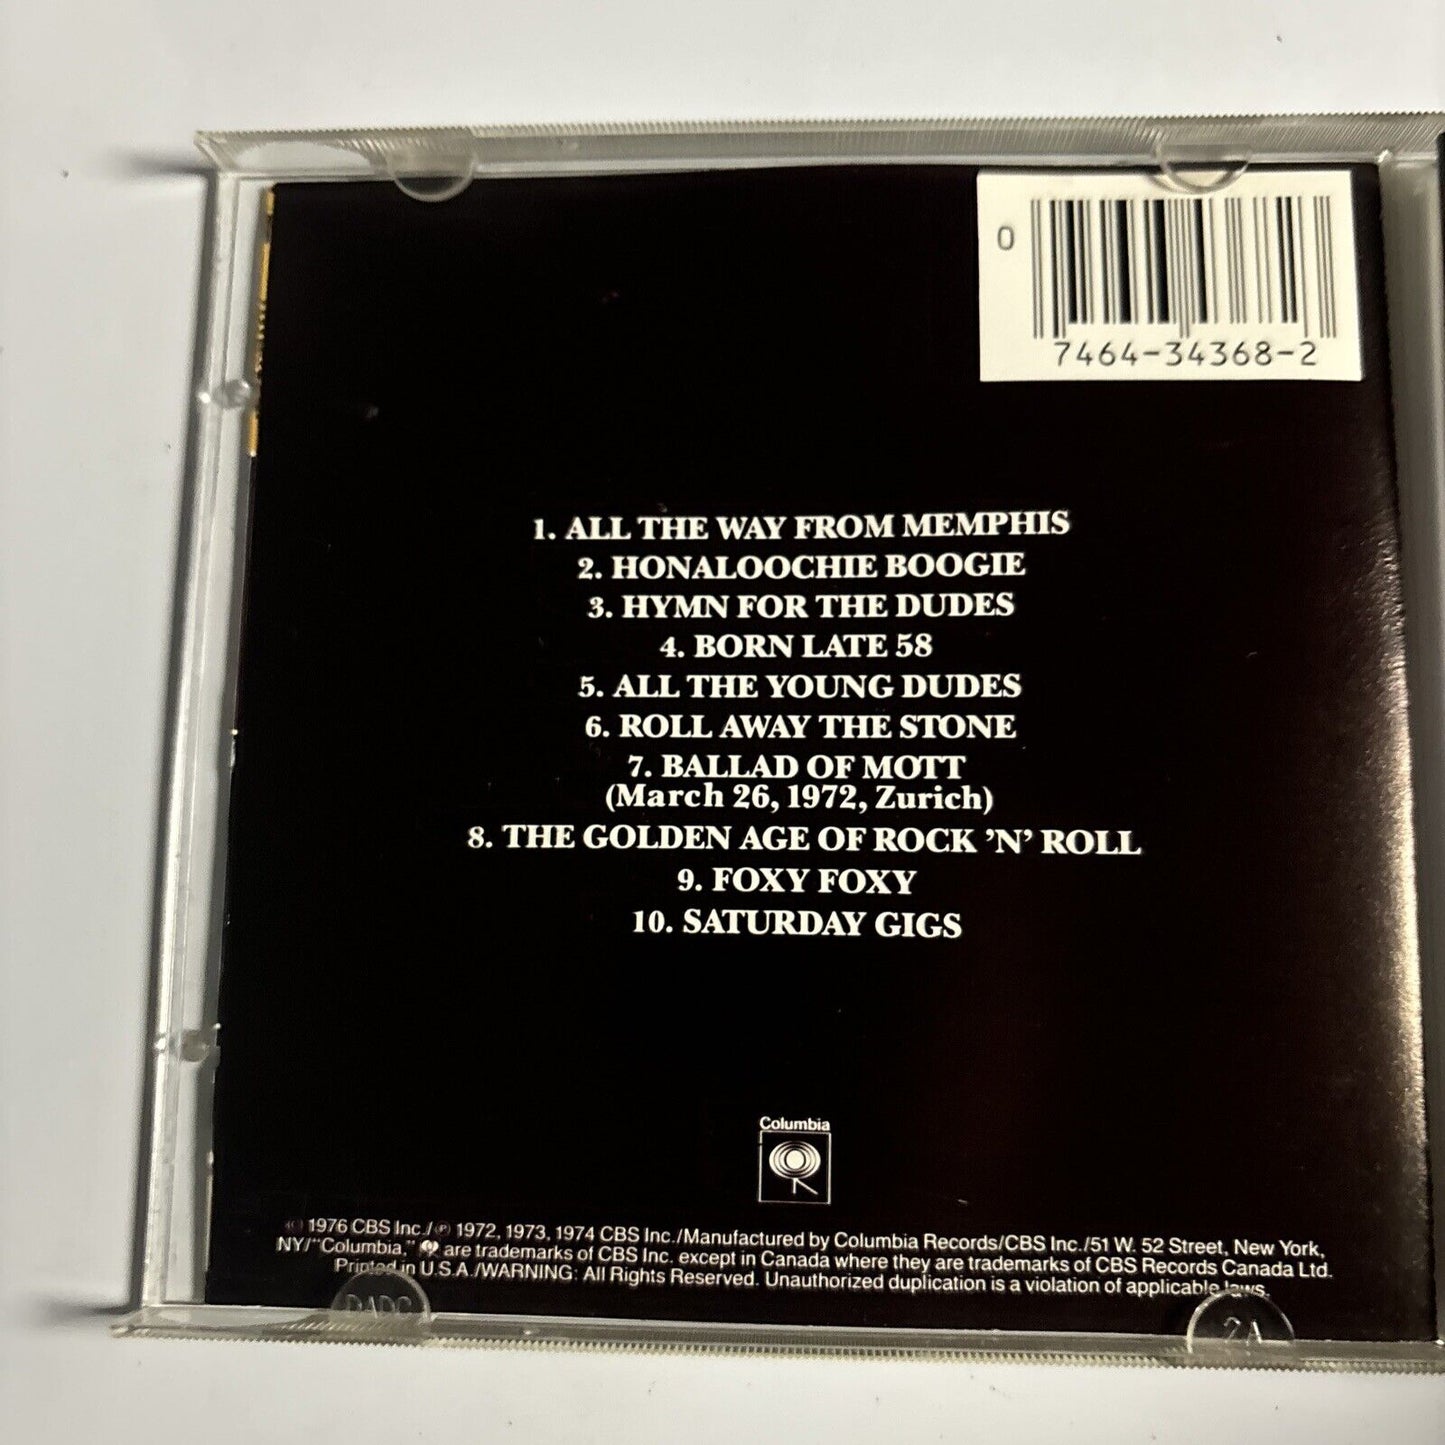 0
7464-34368-2
1. ALL THE WAY FROM MEMPHIS
2. HONALOOCHIE BOOGIE
3. HYMN FOR THE DUDES
4. BORN LATE 58
5. ALL THE YOUNG DUDES
6. ROLL AWAY THE STONE
7. BALLAD OF MOTT
(March 26, 1972, Zurich)
8. THE GOLDEN AGE OF ROCK 'N' ROLL
9. FOXY FOXY
10. SATURDAY GIGS
Columbia
© 1976 CBS Inc./℗ 1972, 1973, 1974 CBS Inc./Manufactured by Columbia Records/CBS Inc./51 W. 52 Street, New York,
NY/"Columbia," are trademarks of CBS Inc. except in Canada where they are trademarks of CBS Records Canada Ltd.
Printed in U.S.A./WARNING: All Rights Reserved. Unauthorized duplication is a violation of applicable laws.
DADC
2A